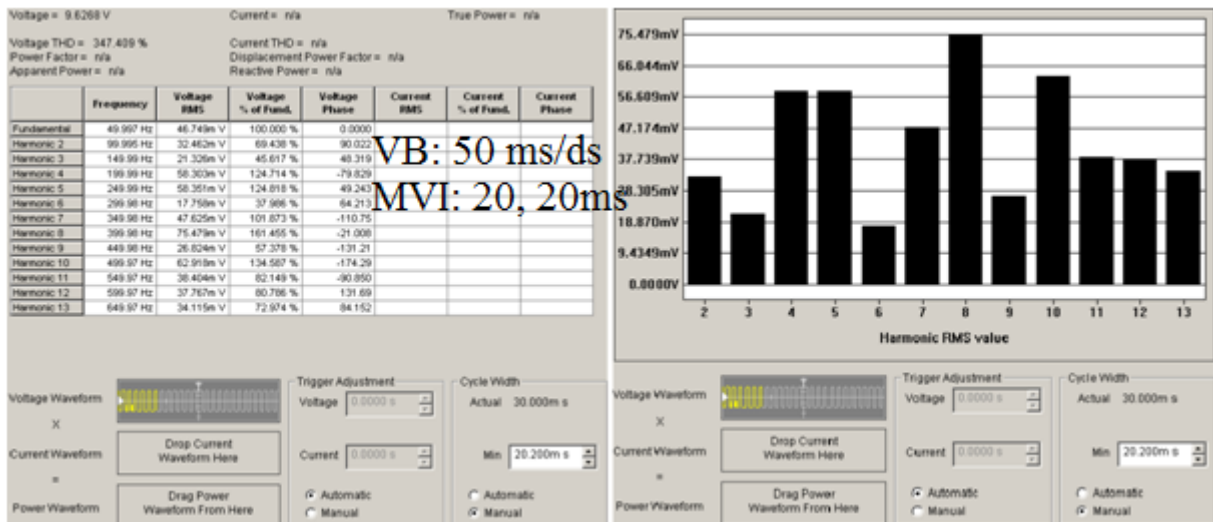 Voltage = 9.6268 V Current = n/a True Power = n/a
Voltage THD = 347.409 % Current THD = n/a
Power Factor = n/a Displacement Power Factor = n/a
Apparent Power = n/a Reactive Power = n/a
Frequency Voltage RMS Voltage % of Fund. Voltage Phase Current RMS Current % of Fund. Current Phase
Fundamental 49.997 Hz 46.749m V 100.000 % 0.0000
Harmonic 2 99.995 Hz 32.462m V 69.438 % 90.022
Harmonic 3 149.99 Hz 21.326m V 45.617 % 48.319
Harmonic 4 199.99 Hz 58.303m V 124.714 % -79.829
Harmonic 5 249.99 Hz 58.351m V 124.818 % 49.243
Harmonic 6 299.98 Hz 17.758m V 37.986 % 64.213
Harmonic 7 349.98 Hz 47.625m V 101.873 % -110.75
Harmonic 8 399.98 Hz 75.479m V 161.455 % -21.008
Harmonic 9 449.98 Hz 26.824m V 57.378 % -131.21
Harmonic 10 499.97 Hz 62.918m V 134.587 % -174.29
Harmonic 11 549.97 Hz 38.404m V 82.149 % -90.850
Harmonic 12 599.97 Hz 37.767m V 80.786 % 131.69
Harmonic 13 649.97 Hz 34.115m V 72.974 % 84.152
VB: 50 ms/ds
MVI: 20, 20ms
Voltage Waveform
X
Current Waveform
=
Power Waveform
Drop Current
Waveform Here
Drag Power
Waveform From Here
Trigger Adjustment
Voltage 0.0000 s
Current 0.0000 s
Automatic
Manual
Cycle Width
Actual 30.000m s
Min 20.200m s
Automatic
Manual
75.479mV
66.044mV
56.609mV
47.174mV
37.739mV
28.305mV
18.870mV
9.4349mV
0.0000V
2 3 4 5 6 7 8 9 10 11 12 13
Harmonic RMS value
Voltage Waveform
X
Current Waveform
=
Power Waveform
Drop Current
Waveform Here
Drag Power
Waveform From Here
Trigger Adjustment
Voltage 0.0000 s
Current 0.0000 s
Automatic
Manual
Cycle Width
Actual 30.000m s
Min 20.200m s
Automatic
Manual